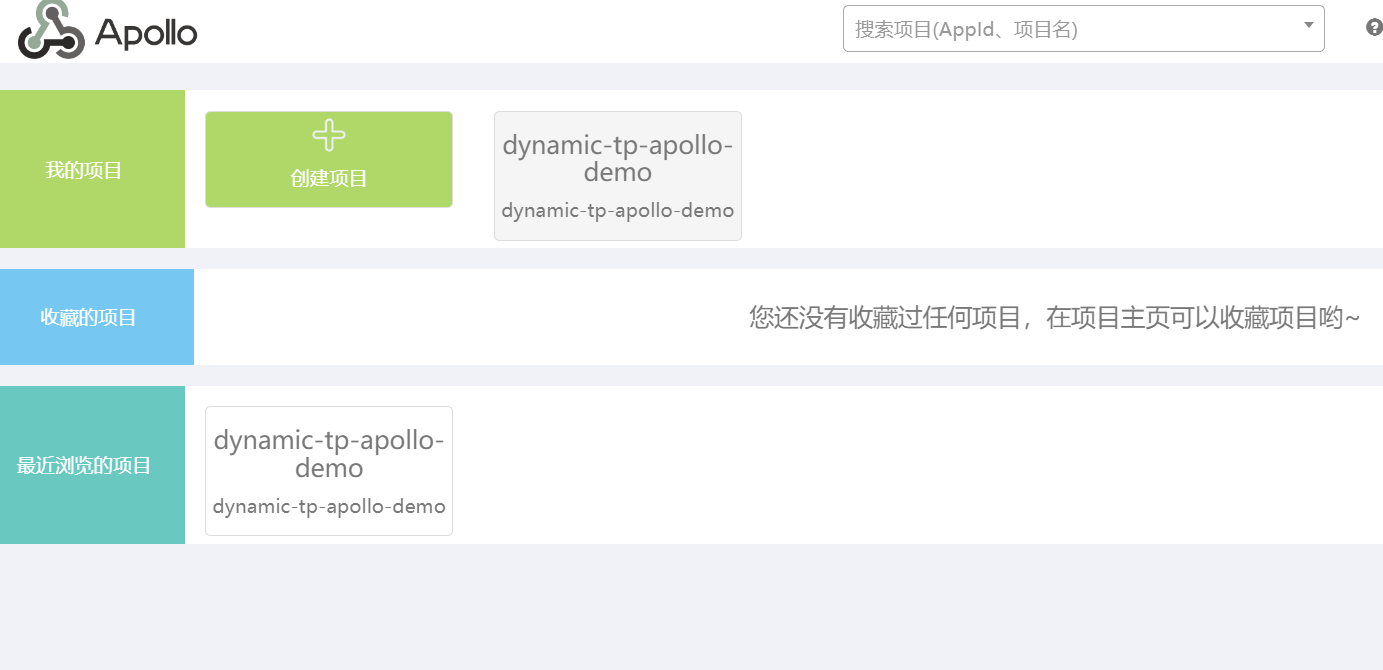 Apollo
搜索项目(AppId、项目名)
我的项目
创建项目
dynamic-tp-apollo-
demo
dynamic-tp-apollo-demo
收藏的项目
您还没有收藏过任何项目，在项目主页可以收藏项目哟~
最近浏览的项目
dynamic-tp-apollo-
demo
dynamic-tp-apollo-demo